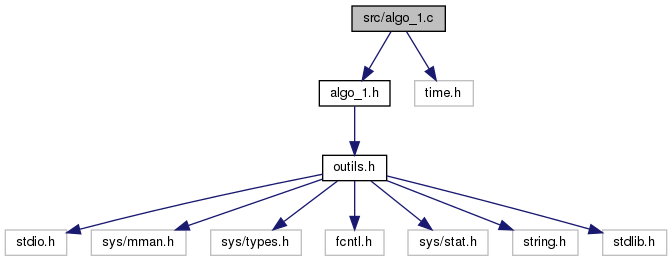 src/algo_1.c
algo_1.h
time.h
outils.h
stdio.h
sys/mman.h
sys/types.h
fcntl.h
sys/stat.h
string.h
stdlib.h